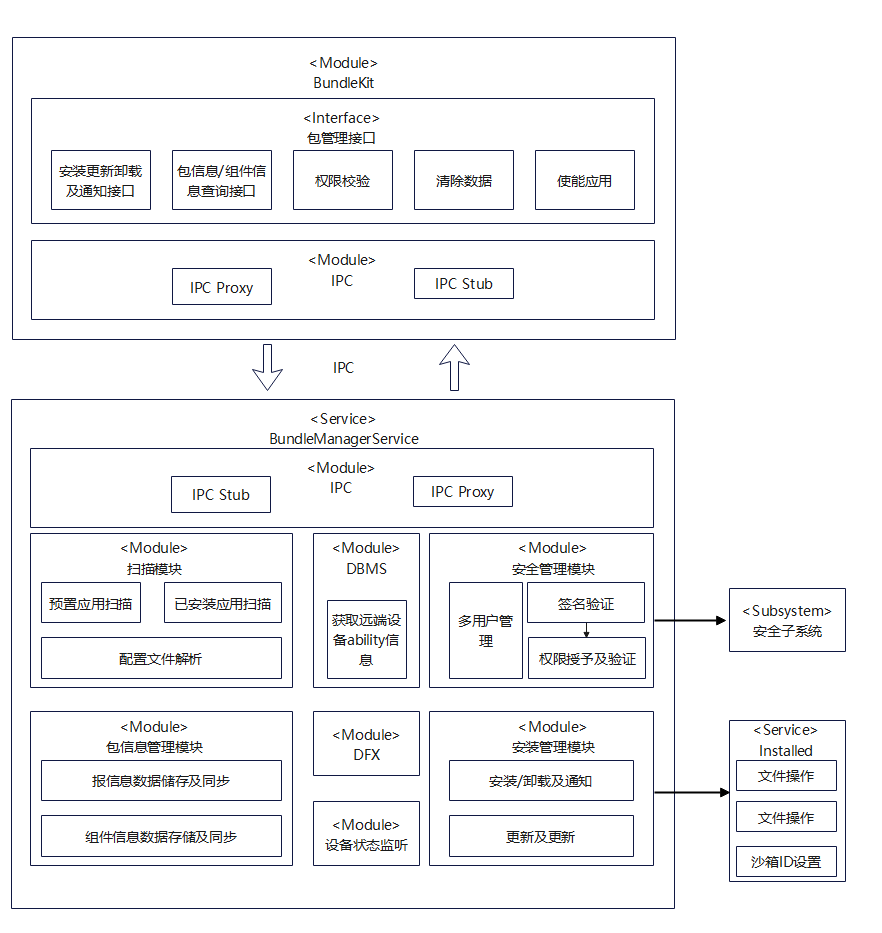 <Module>
BundleKit
<Interface>
包管理接口
安装更新卸载
及通知接口
包信息/组件信
息查询接口
权限校验
清除数据
使能应用
<Module>
IPC
IPC Proxy
IPC Stub
IPC
<Service>
BundleManagerService
<Module>
IPC
IPC Stub
IPC Proxy
<Module>
扫描模块
预置应用扫描
已安装应用扫描
配置文件解析
<Module>
DBMS
获取远端设
备ability信
息
<Module>
安全管理模块
多用户管
理
签名验证
权限授予及验证
<Subsystem>
安全子系统
<Module>
包信息管理模块
报信息数据储存及同步
组件信息数据存储及同步
<Module>
DFX
<Module>
设备状态监听
<Module>
安装管理模块
安装/卸载及通知
更新及更新
<Service>
Installed
文件操作
文件操作
沙箱ID设置